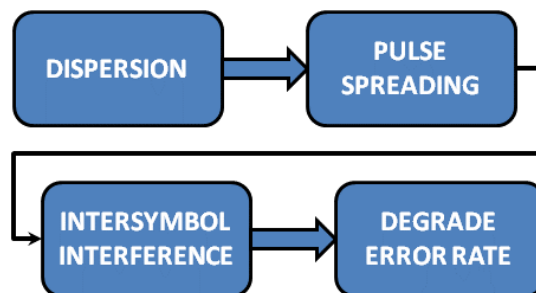 DISPERSION
PULSE
SPREADING
INTERSYMBOL
INTERFERENCE
DEGRADE
ERROR RATE